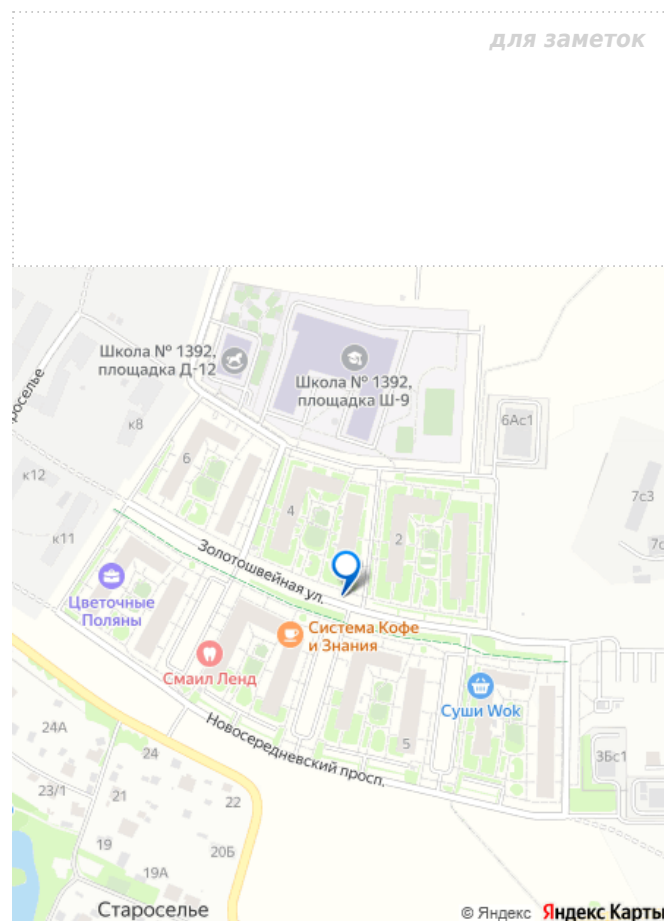 для заметок
Школа № 1392,
площадка Д-12
Школа № 1392,
площадка Ш-9
к8
6Ас1
6
к12
4
7с3
к11
2
Золотошвейная ул.
Цветочные
Поляны
Система Кофе
и Знания
Смаил Ленд
Суши Wok
Новосередневский просп.
5
24А
24
3Бс1
23/1
21
22
19
20Б
19А
Староселье
© Яндекс Яндекс Карты